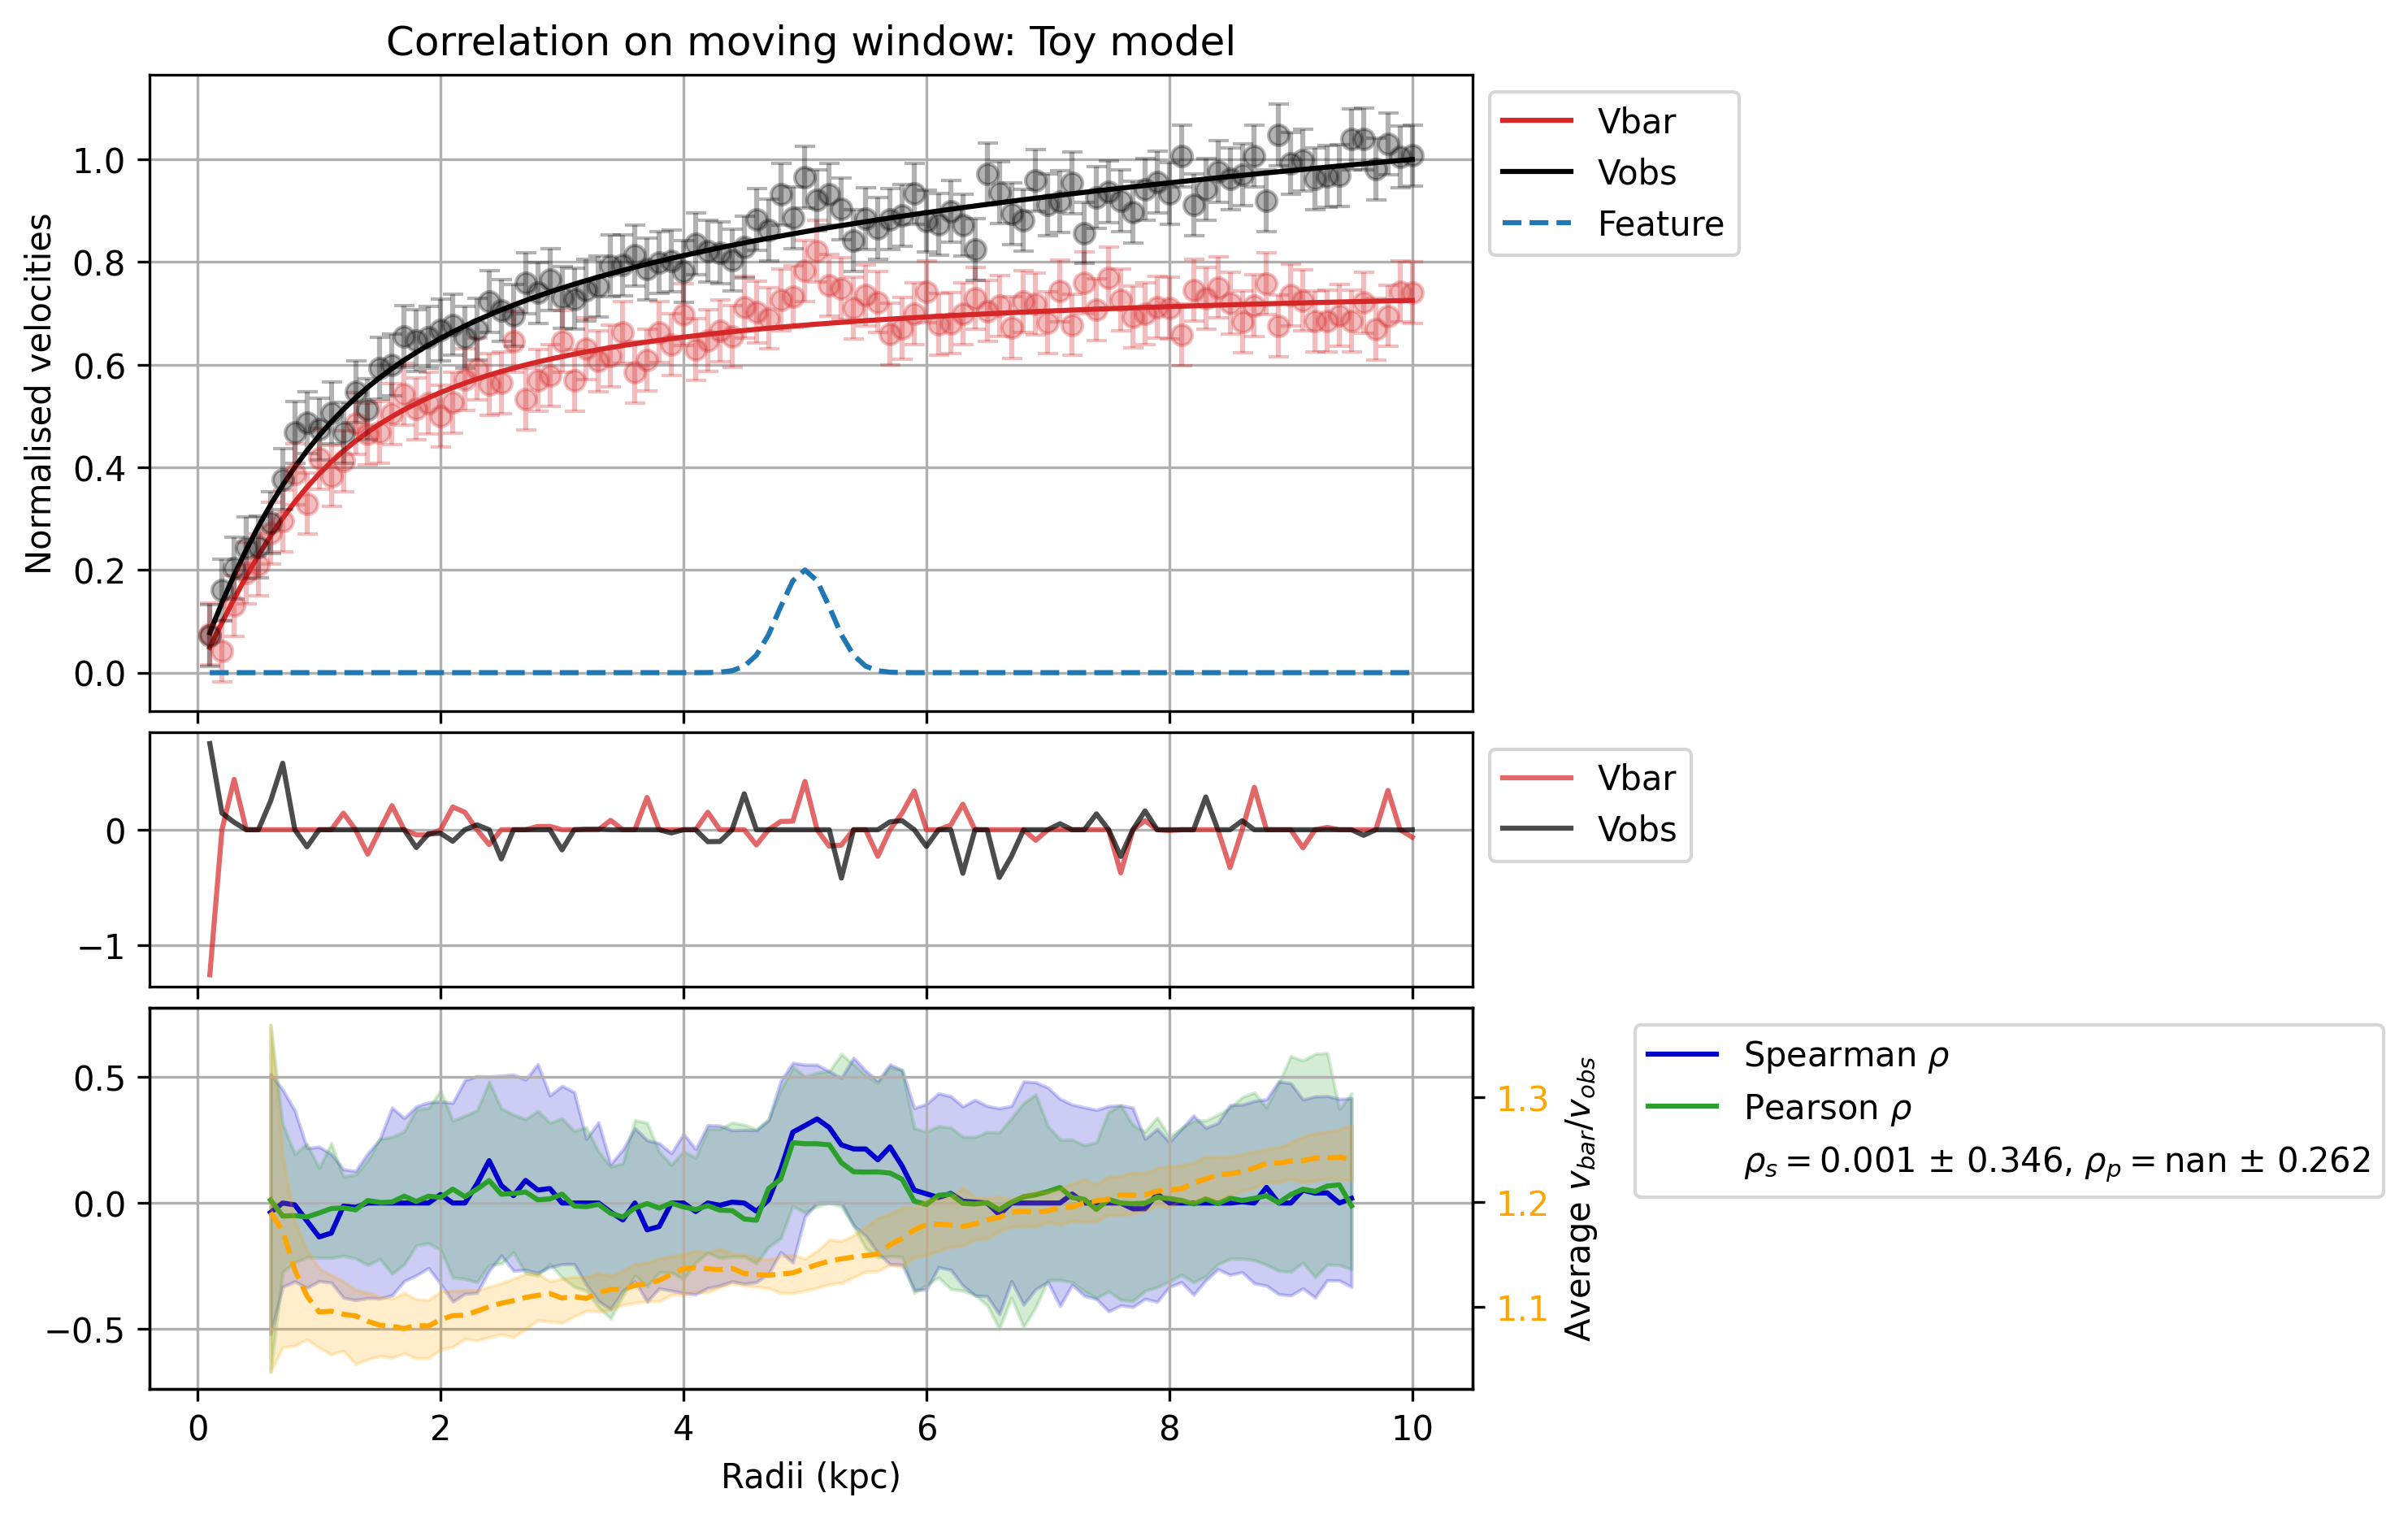 Correlation on moving window: Toy model
Normalised velocities
1.0
0.8
0.6
0.4
0.2
0.0
Vbar
Vobs
Feature
0
−1
Vbar
Vobs
0.5
0.0
−0.5
1.3
1.2
1.1
Average v_bar/v_obs
Spearman ρ
Pearson ρ
ρ_s = 0.001 ± 0.346, ρ_p = nan ± 0.262
0 2 4 6 8 10
Radii (kpc)